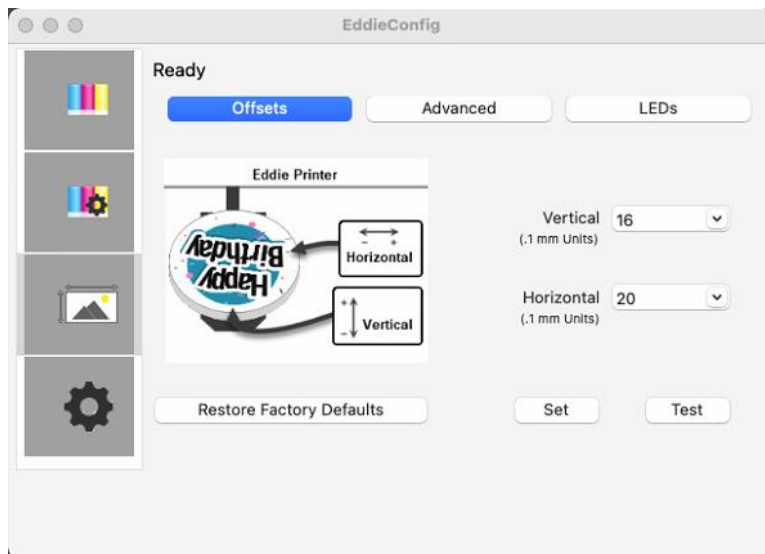 EddieConfig
Ready
Offsets
Advanced
LEDs
Eddie Printer
Happy
Birthday
- +
Horizontal
+
-
Vertical
Vertical 16
(.1 mm Units)
Horizontal 20
(.1 mm Units)
Restore Factory Defaults
Set
Test